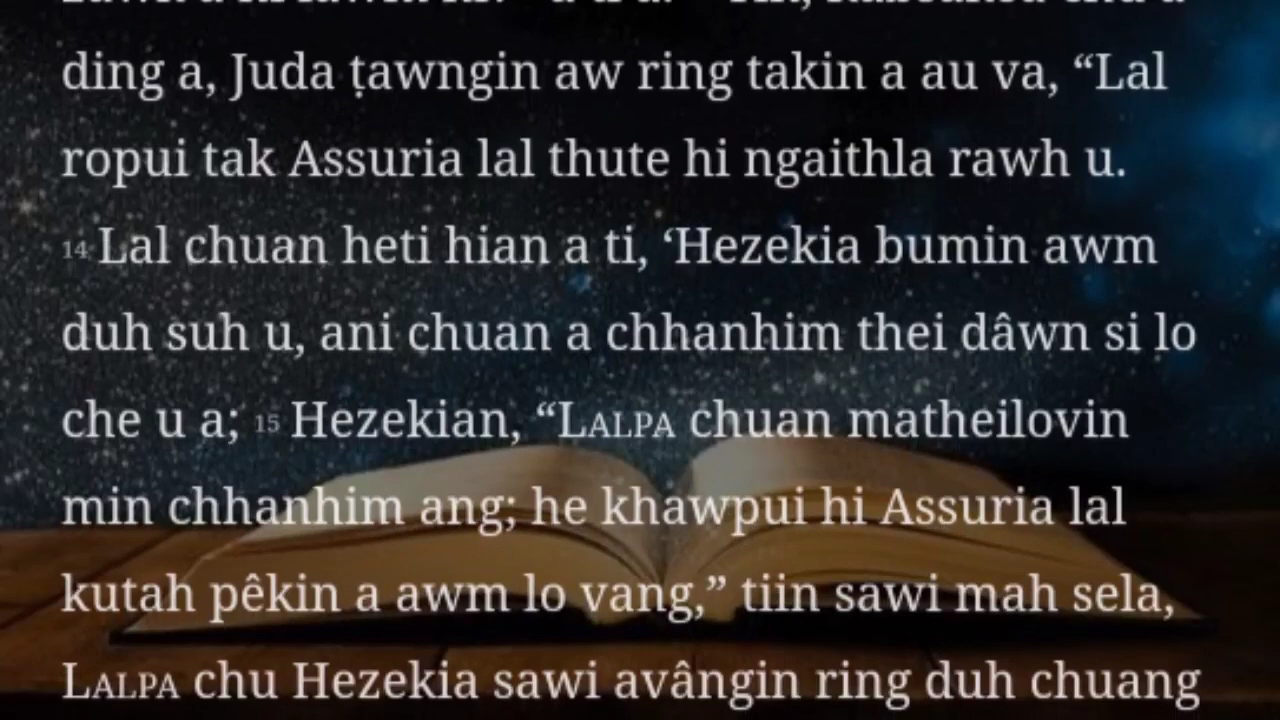 ding a, Juda ṭawngin aw ring takin a au va, “Lal
ropui tak Assuria lal thute hi ngaithla rawh u.
14 Lal chuan heti hian a ti, ‘Hezekia bumin awm
duh suh u, ani chuan a chhanhim thei dâwn si lo
che u a; 15 Hezekian, “LALPA chuan matheilovin
min chhanhim ang; he khawpui hi Assuria lal
kutah pêkin a awm lo vang,” tiin sawi mah sela,
LALPA chu Hezekia sawi avângin ring duh chuang